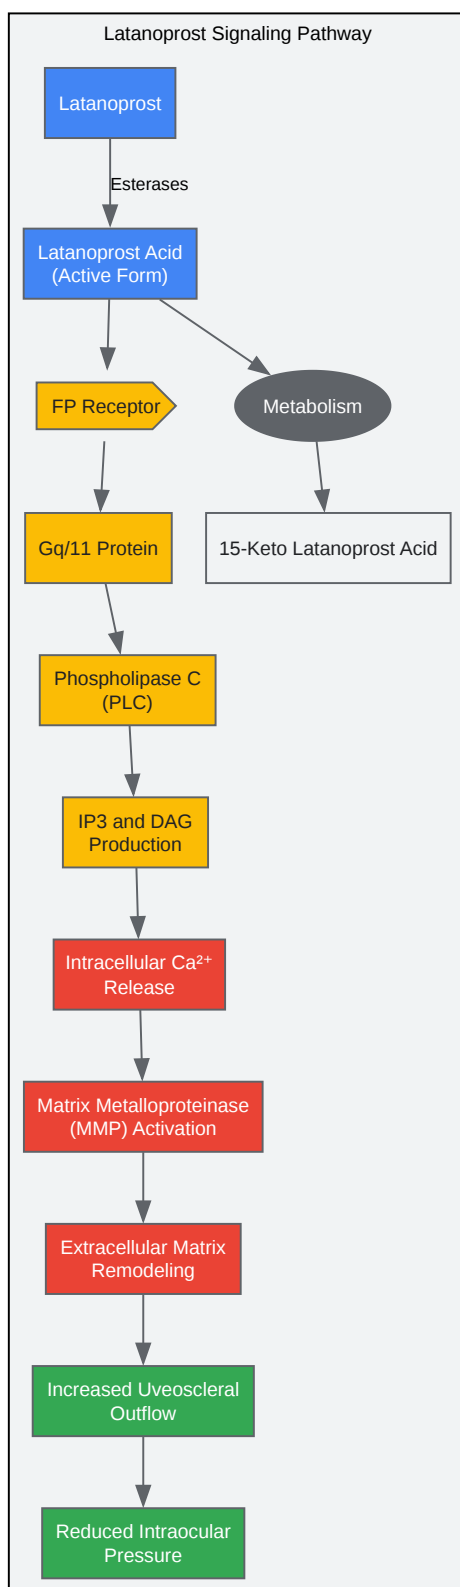 Latanoprost Signaling Pathway
Latanoprost
Esterases
Latanoprost Acid
(Active Form)
FP Receptor
Metabolism
Gq/11 Protein
15-Keto Latanoprost Acid
Phospholipase C
(PLC)
IP3 and DAG
Production
Intracellular Ca²⁺
Release
Matrix Metalloproteinase
(MMP) Activation
Extracellular Matrix
Remodeling
Increased Uveoscleral
Outflow
Reduced Intraocular
Pressure